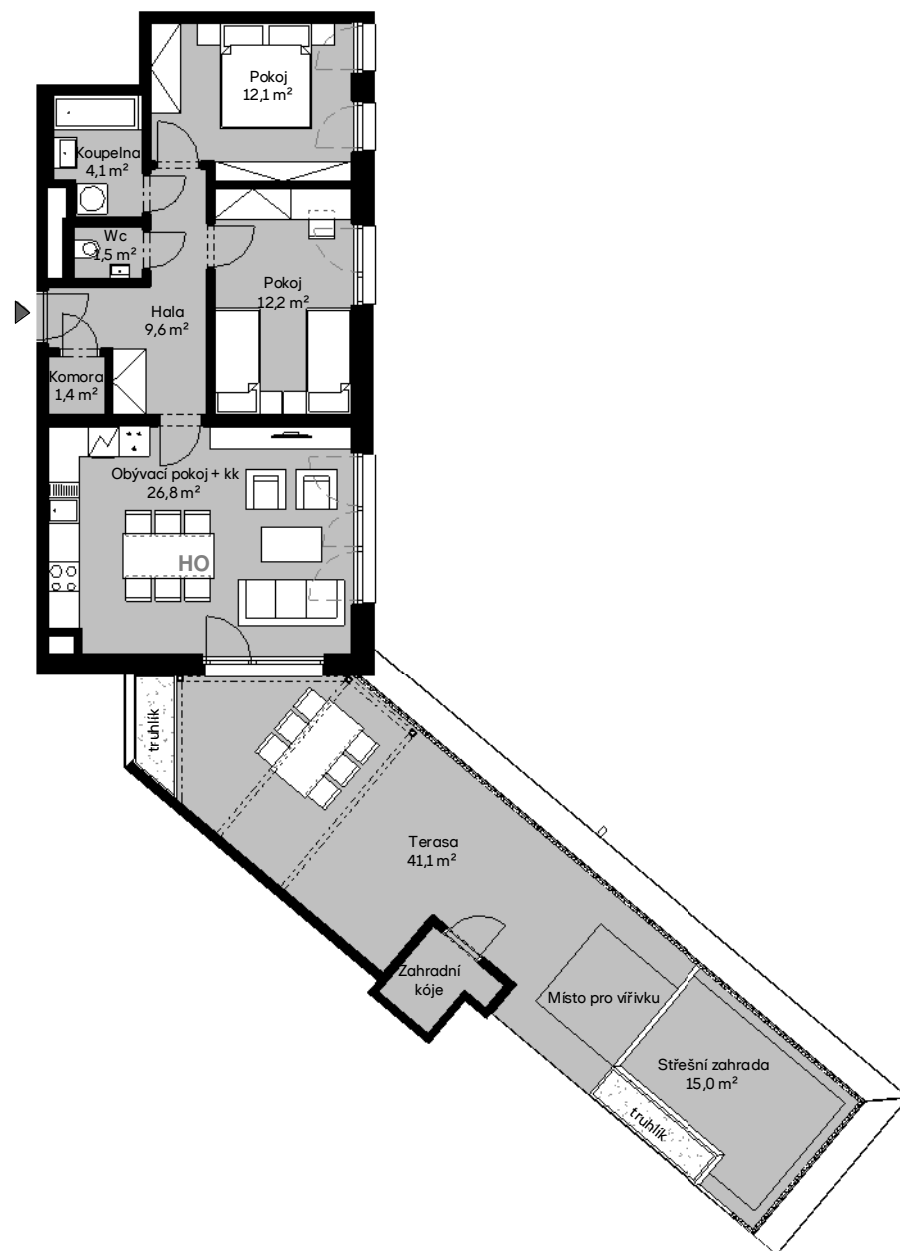 Pokoj
12,1 m²
Koupelna
4,1 m²
Wc
1,5 m²
Pokoj
12,2 m²
Hala
9,6 m²
Komora
1,4 m²
Obývací pokoj + kk
26,8 m²
HO
truhlík
Terasa
41,1 m²
Zahradní
kóje
Místo pro vířivku
Střešní zahrada
15,0 m²
truhlík